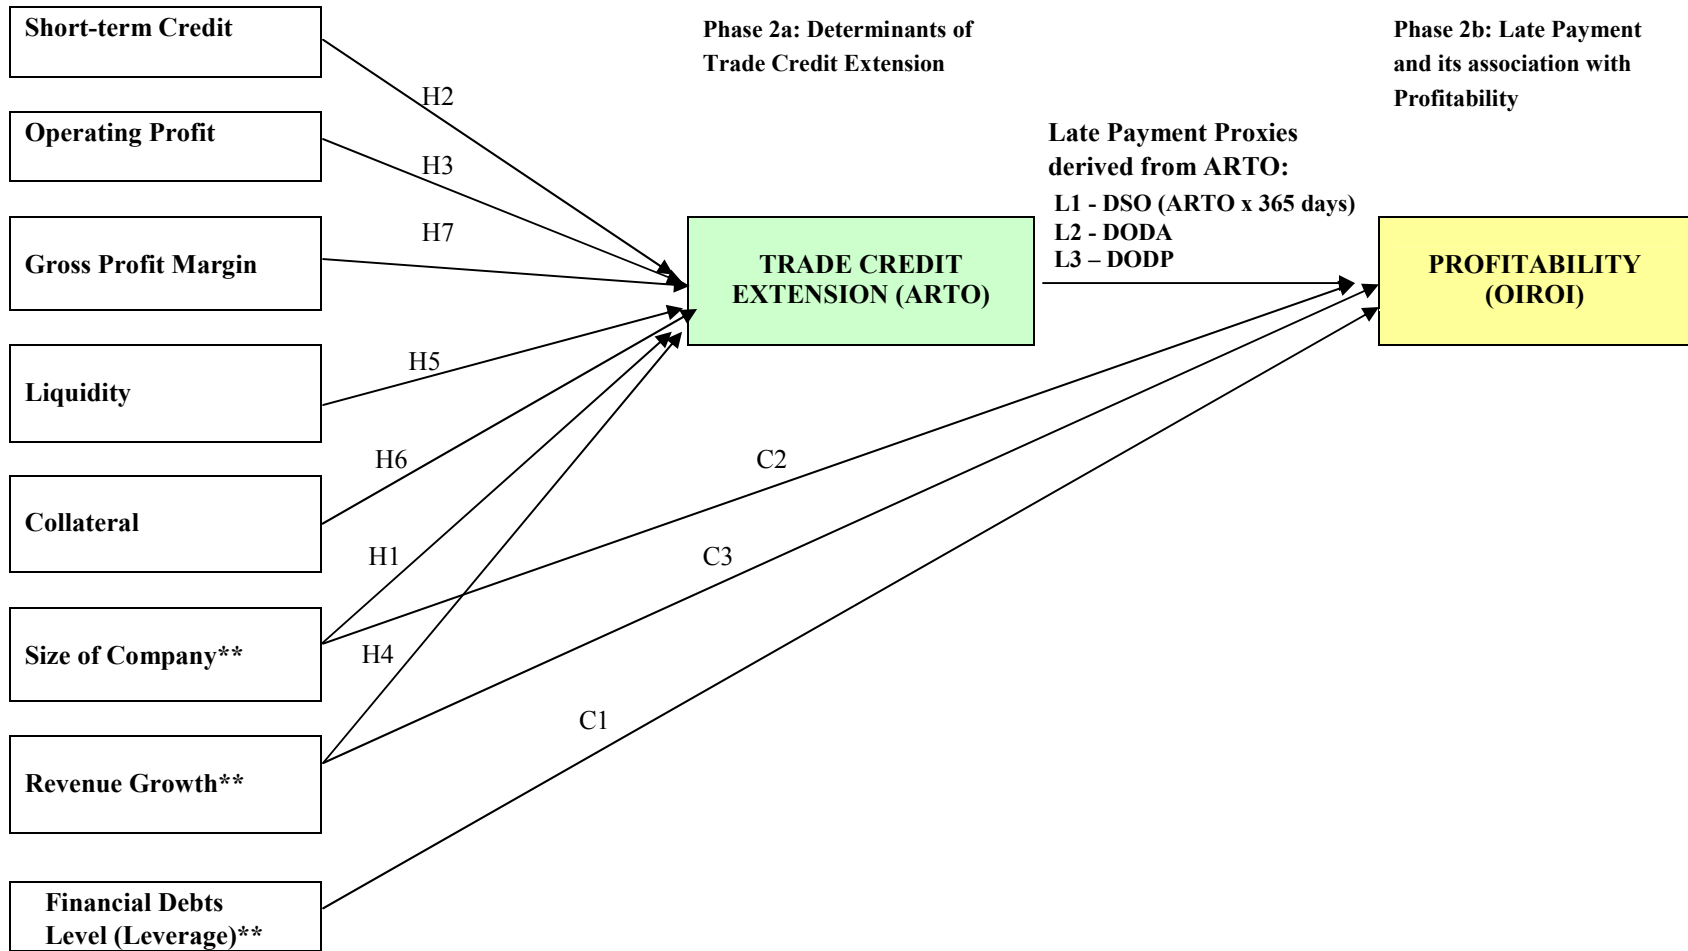 Short-term Credit
Phase 2a: Determinants of
Trade Credit Extension
Phase 2b: Late Payment
and its association with
Profitability
H2
Operating Profit
Late Payment Proxies
derived from ARTO:
H3
L1 - DSO (ARTO x 365 days)
L2 - DODA
L3 – DODP
H7
Gross Profit Margin
TRADE CREDIT
EXTENSION (ARTO)
PROFITABILITY
(OIROI)
H5
Liquidity
H6
C2
Collateral
H1
C3
Size of Company**
H4
C1
Revenue Growth**
Financial Debts
Level (Leverage)**